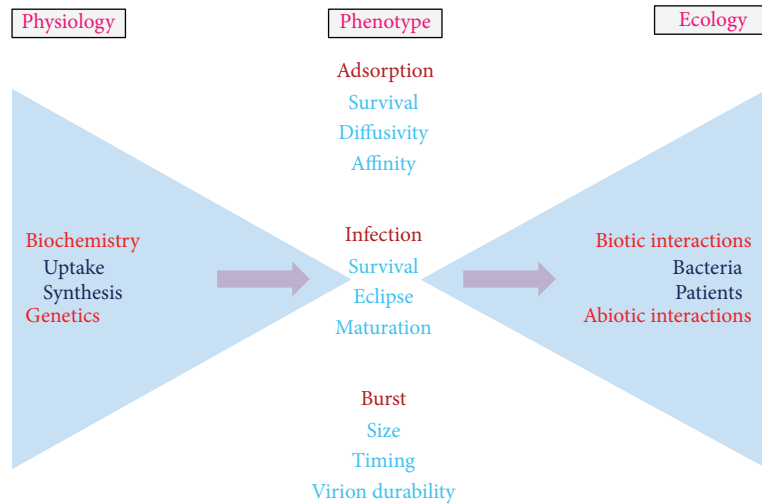 Physiology
Phenotype
Ecology
Adsorption
Survival
Diffusivity
Affinity
Biochemistry
Uptake
Synthesis
Genetics
Infection
Survival
Eclipse
Maturation
Biotic interactions
Bacteria
Patients
Abiotic interactions
Burst
Size
Timing
Virion durability